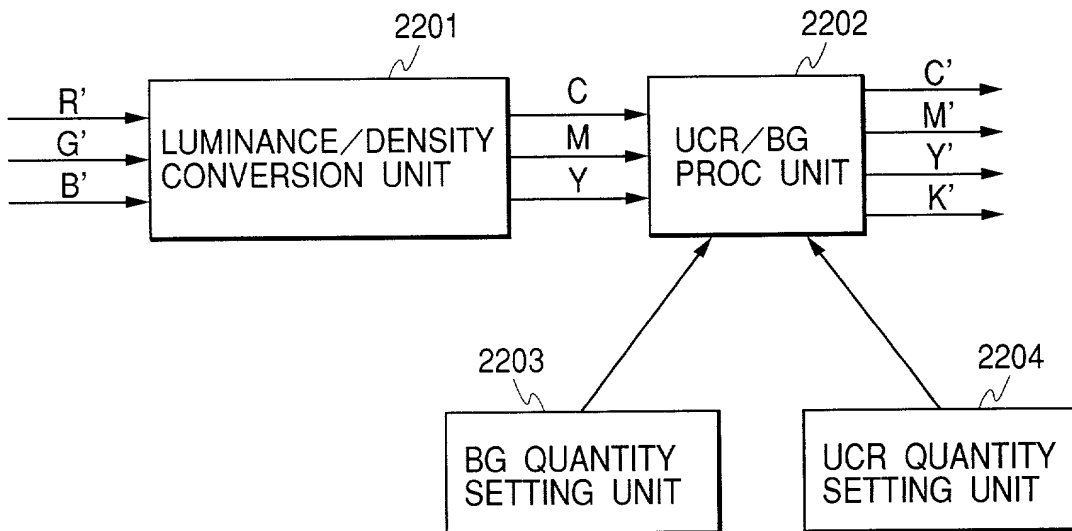 2201
2202
R'
G'
B'
LUMINANCE/DENSITY
CONVERSION UNIT
C
M
Y
UCR/BG
PROC UNIT
C'
M'
Y'
K'
2203
2204
BG QUANTITY
SETTING UNIT
UCR QUANTITY
SETTING UNIT